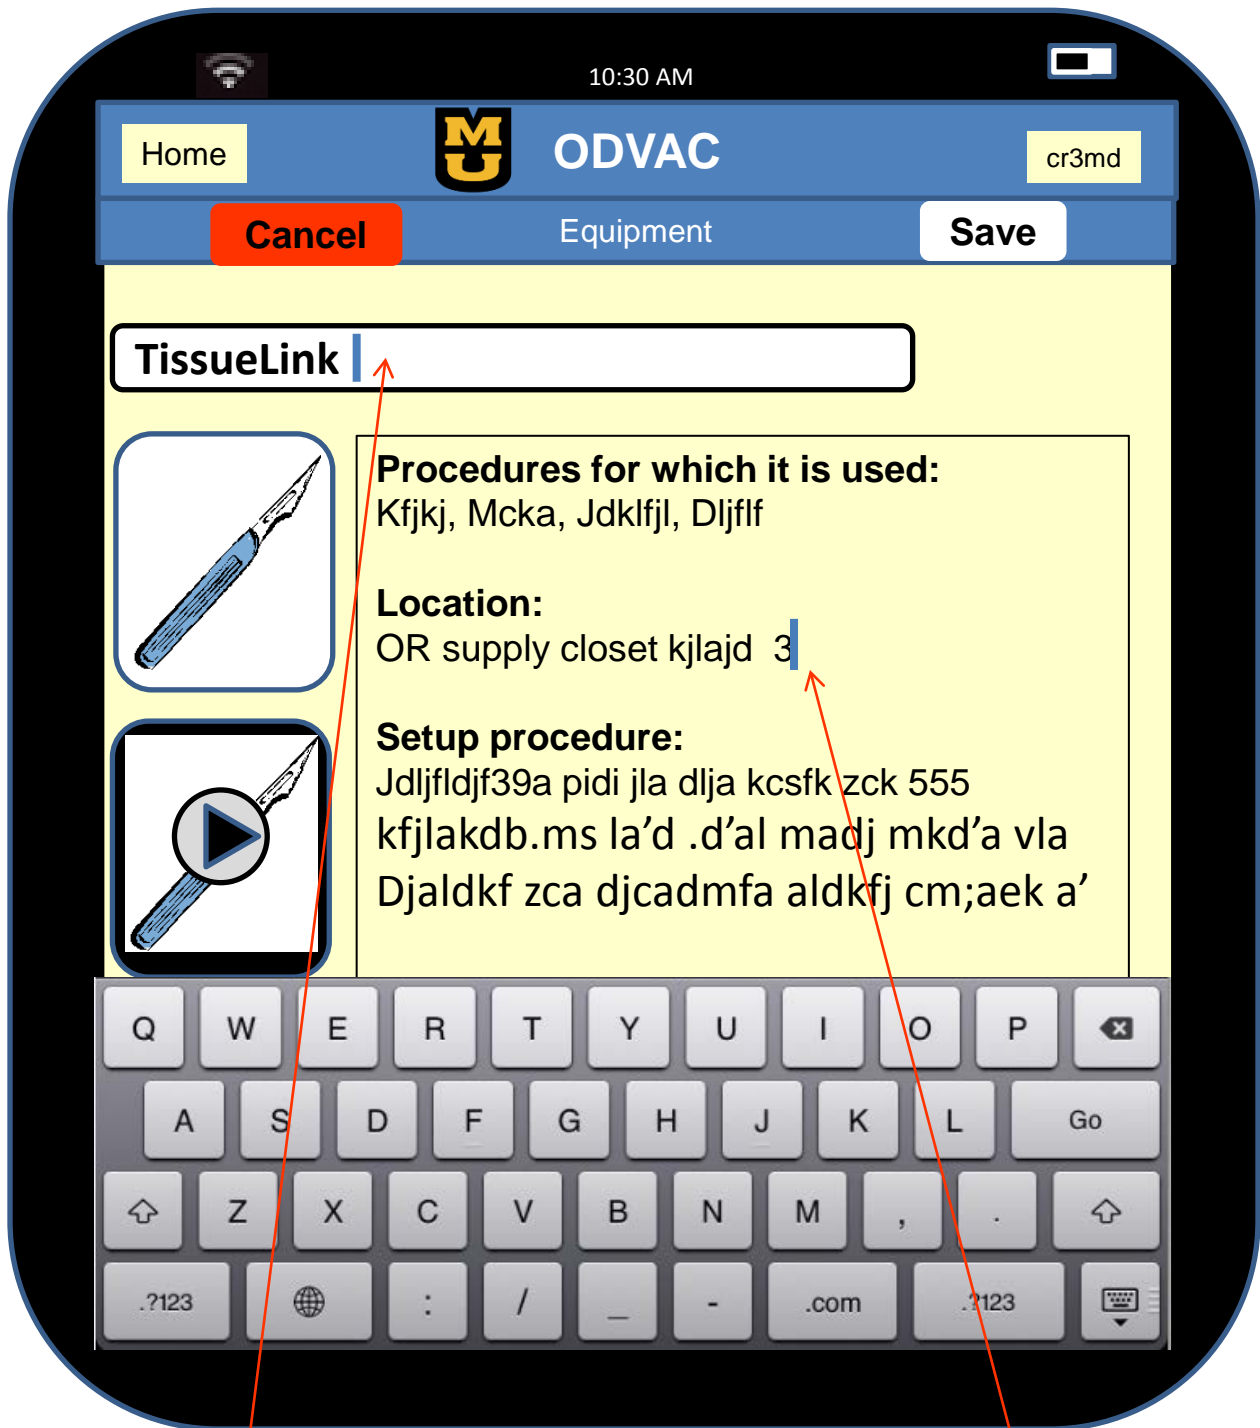 10:30 AM
Home
MU
ODVAC
cr3md
Cancel
Equipment
Save
TissueLink
Procedures for which it is used:
Kfjkj, Mcka, Jdklfjl, Dljflf
Location:
OR supply closet kjlajd  3
Setup procedure:
Jdljfldjf39a pidi jla dlja kcsfk zck 555
kfjlakdb.ms la’d .d’al madj mkd’a vla
Djaldkf zca djcadmfa aldkfj cm;aek a’
Q W E R T Y U I O P
A S D F G H J K L Go
Z X C V B N M , .
.?123 : / _ - .com .?123